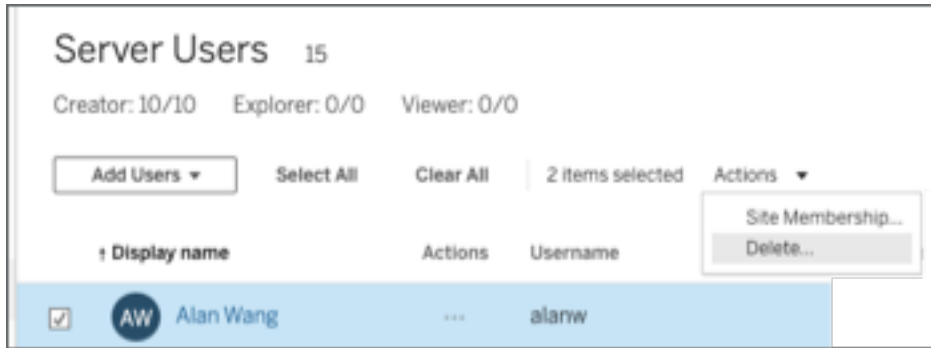 Server Users 15
Creator: 10/10 Explorer: 0/0 Viewer: 0/0
Add Users ▾ Select All Clear All 2 items selected Actions ▾
Site Membership...
Delete...
↑ Display name Actions Username
AW Alan Wang ... alanw